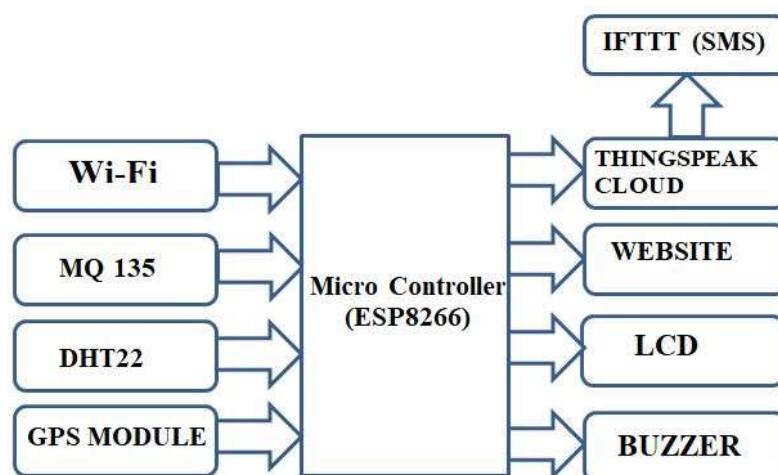 IFTTT (SMS)
Wi-Fi
THINGSPEAK
CLOUD
MQ 135
WEBSITE
Micro Controller
(ESP8266)
DHT22
LCD
GPS MODULE
BUZZER